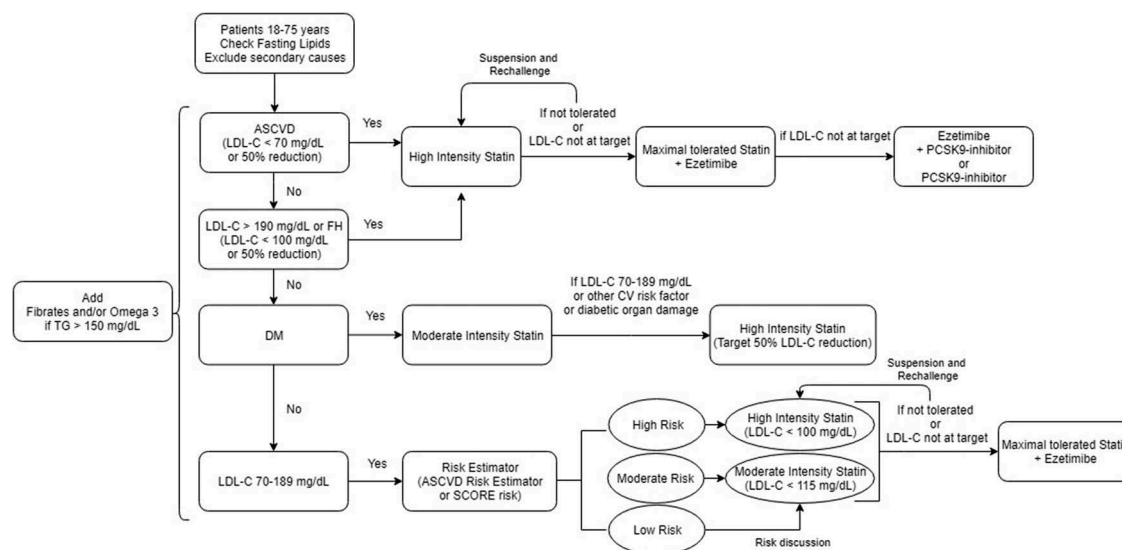 Patients 18-75 years
Check Fasting Lipids
Exclude secondary causes
Suspension and
Rechallenge
ASCVD
(LDL-C < 70 mg/dL
or 50% reduction)
Yes
High Intensity Statin
If not tolerated
or
LDL-C not at target
Maximal tolerated Statin
+ Ezetimibe
if LDL-C not at target
Ezetimibe
+ PCSK9-inhibitor
or
PCSK9-inhibitor
No
LDL-C > 190 mg/dL or FH
(LDL-C < 100 mg/dL
or 50% reduction)
Yes
No
Add
Fibrates and/or Omega 3
if TG > 150 mg/dL
DM
Yes
Moderate Intensity Statin
If LDL-C 70-189 mg/dL
or other CV risk factor
or diabetic organ damage
High Intensity Statin
(Target 50% LDL-C reduction)
No
Suspension and
Rechallenge
LDL-C 70-189 mg/dL
Yes
Risk Estimator
(ASCVD Risk Estimator
or SCORE risk)
High Risk
High Intensity Statin
(LDL-C < 100 mg/dL)
If not tolerated
or
LDL-C not at target
Maximal tolerated Statin
+ Ezetimibe
Moderate Risk
Moderate Intensity Statin
(LDL-C < 115 mg/dL)
Low Risk
Risk discussion